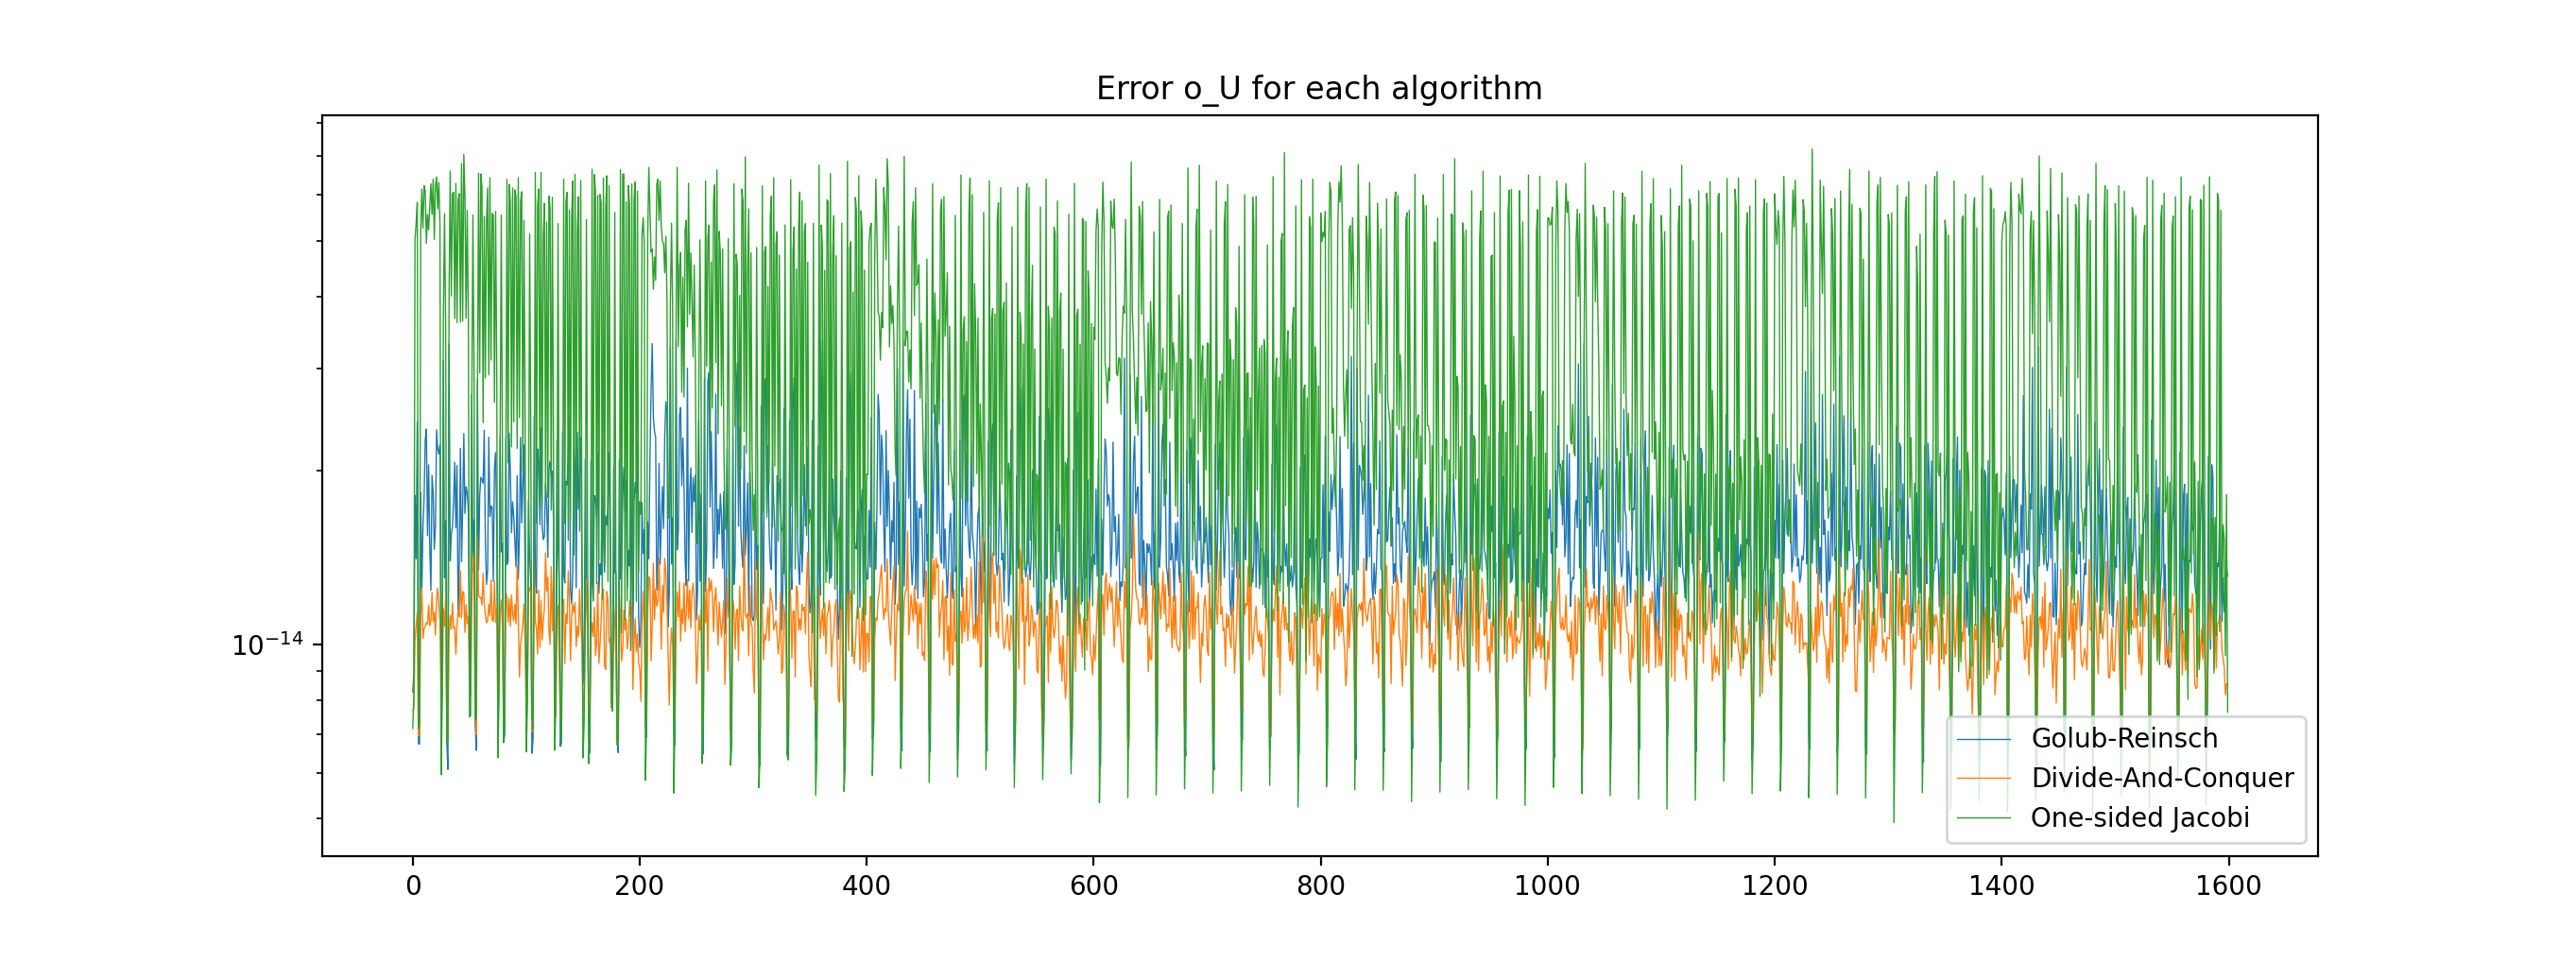 Error o_U for each algorithm
10⁻¹⁴
Golub-Reinsch
Divide-And-Conquer
One-sided Jacobi
0 200 400 600 800 1000 1200 1400 1600